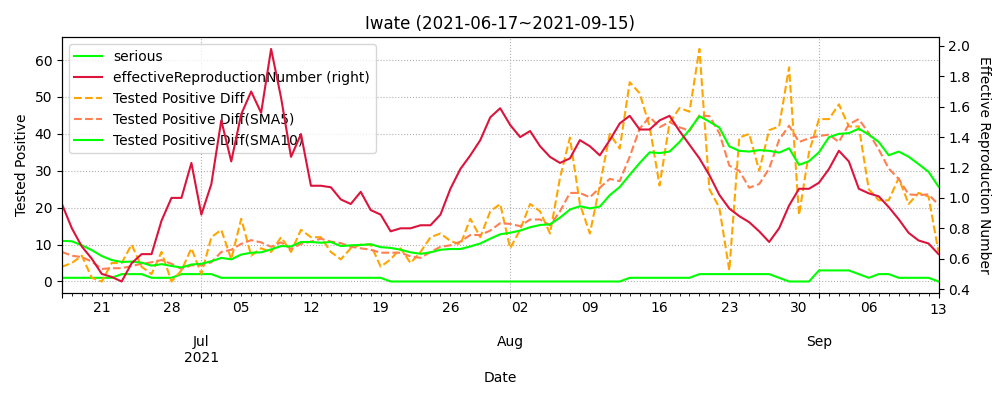 Iwate (2021-06-17~2021-09-15)
serious
effectiveReproductionNumber (right)
Tested Positive Diff
Tested Positive Diff(SMA5)
Tested Positive Diff(SMA10)
Tested Positive
60
50
40
30
20
10
0
2.0
1.8
1.6
1.4
1.2
1.0
0.8
0.6
0.4
Effective Reproduction Number
21
28
05
12
19
26
02
09
16
23
30
06
13
Jul
2021
Aug
Sep
Date